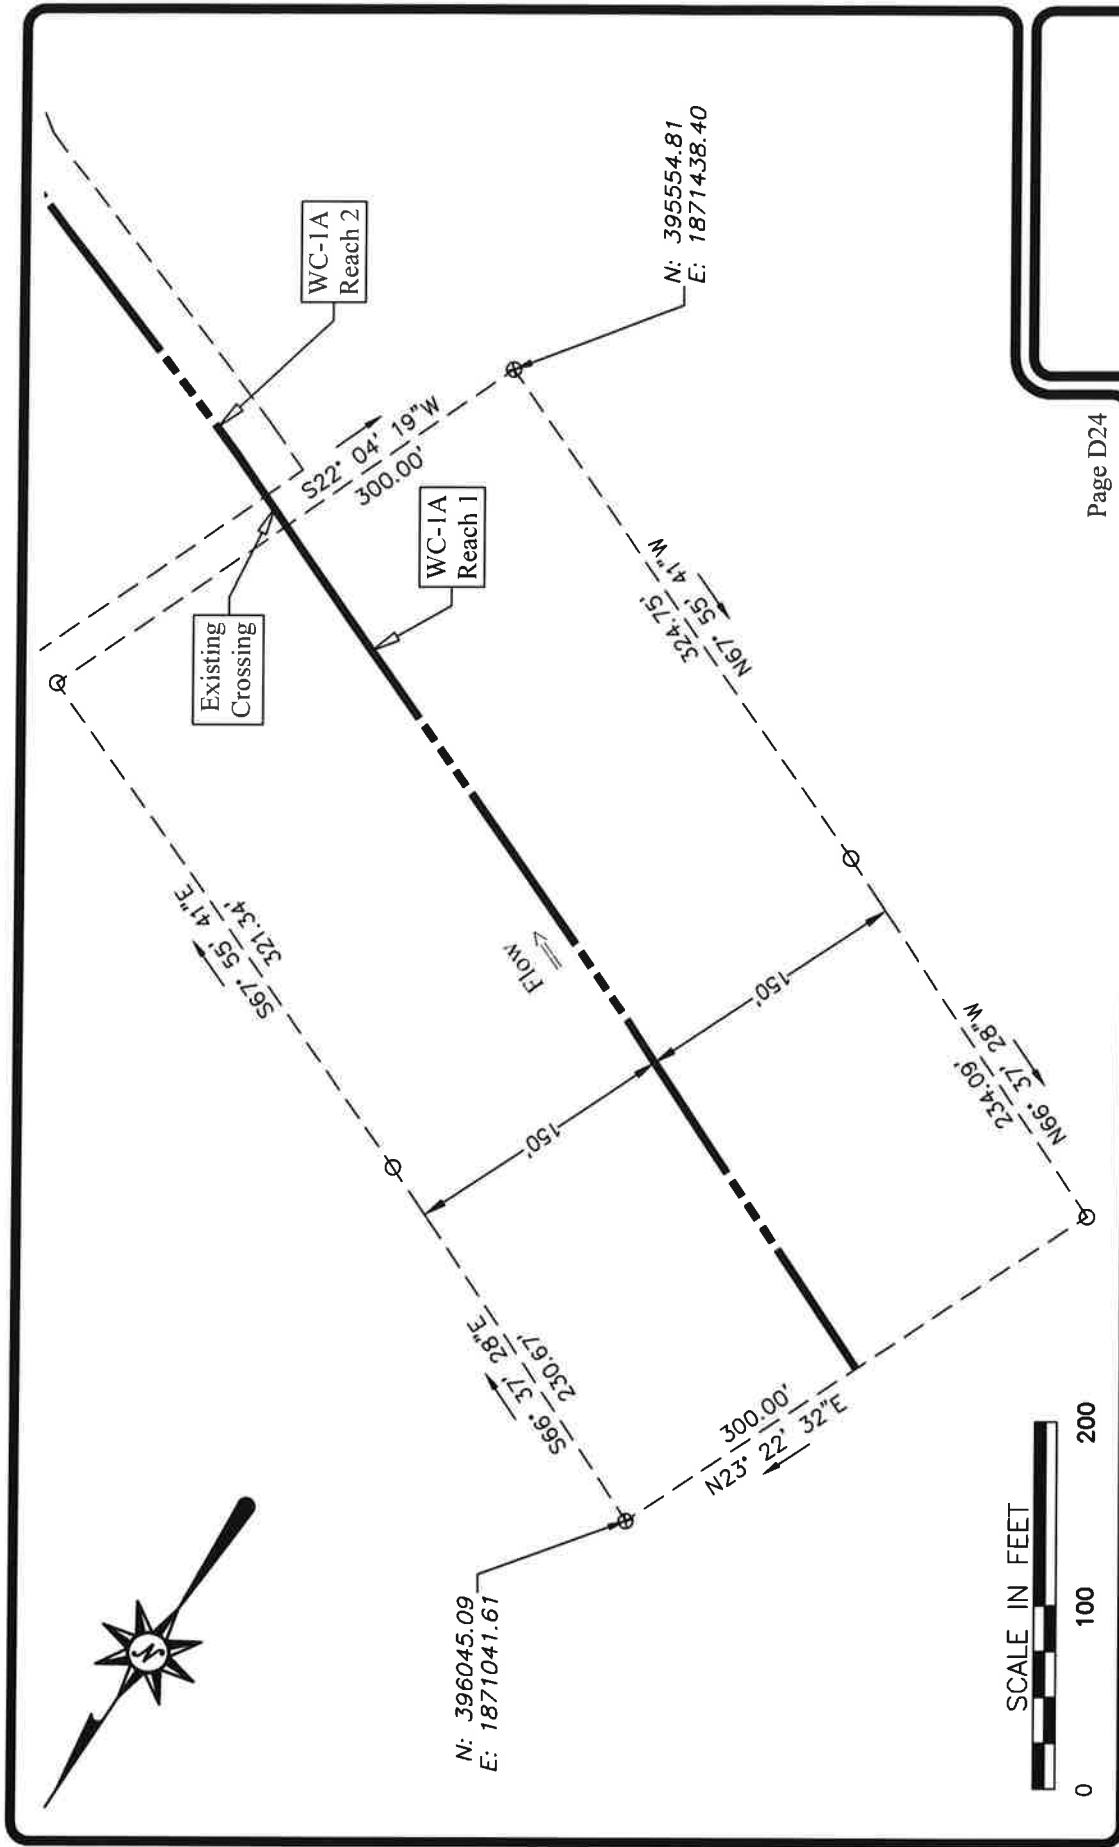 N: 396045.09
E: 1871041.61
S66° 37' 28"E
230.67'
S67° 55' 41"E
321.34'
Existing
Crossing
WC-1A
Reach 2
S22° 04' 19"W
300.00'
WC-1A
Reach 1
N: 395554.81
E: 1871438.40
Flow
150'
150'
324.75'
N67° 55' 41"W
234.09'
N66° 37' 28"W
300.00'
N23° 22' 32"E
N
SCALE IN FEET
0 100 200
Page D24